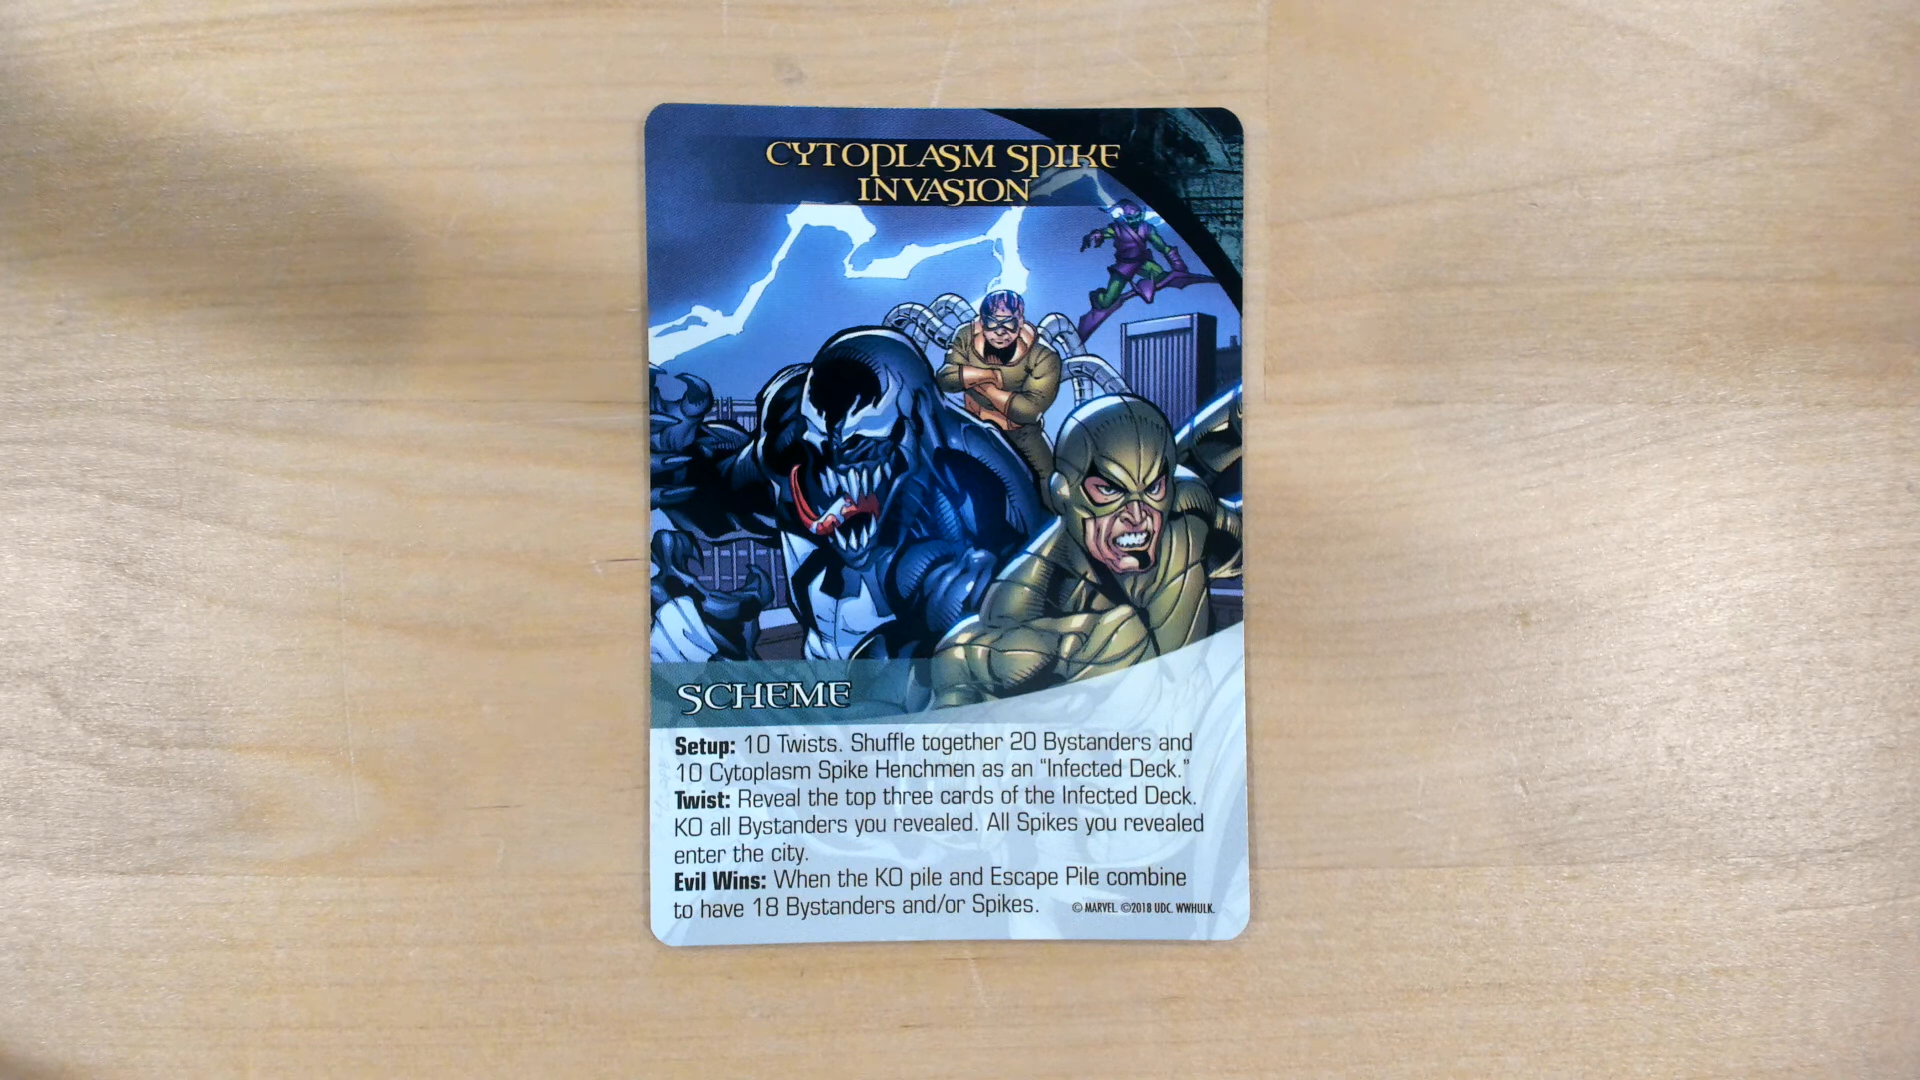 CYTOPLASM SPIKE
INVASION
SCHEME
Setup: 10 Twists. Shuffle together 20 Bystanders and
10 Cytoplasm Spike Henchmen as an “Infected Deck.”
Twist: Reveal the top three cards of the Infected Deck.
KO all Bystanders you revealed. All Spikes you revealed
enter the city.
Evil Wins: When the KO pile and Escape Pile combine
to have 18 Bystanders and/or Spikes.
© MARVEL. ©2018 UDC. WWHULK.